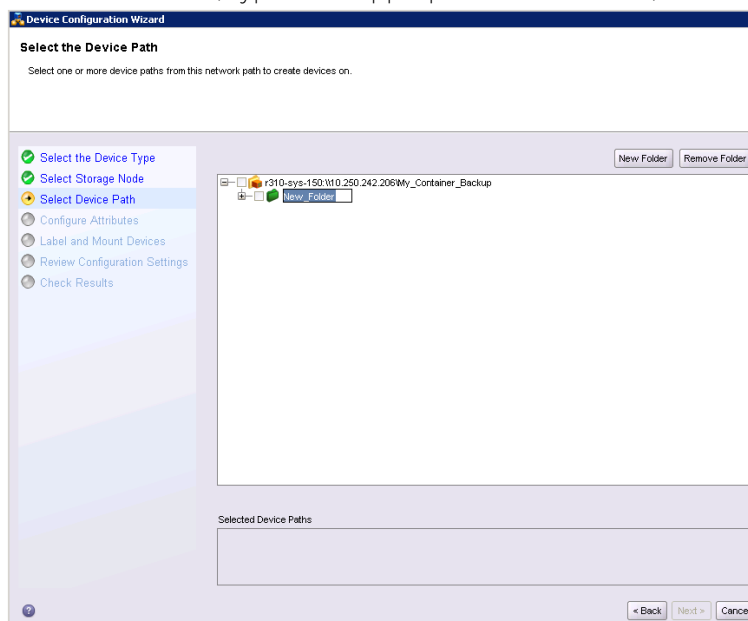 Device Configuration Wizard
Select the Device Path
Select one or more device paths from this network path to create devices on.
Select the Device Type
Select Storage Node
Select Device Path
Configure Attributes
Label and Mount Devices
Review Configuration Settings
Check Results
New Folder
Remove Folder
r310-sys-150:\\10.250.242.206\My_Container_Backup
New_Folder
Selected Device Paths
< Back
Next >
Cance